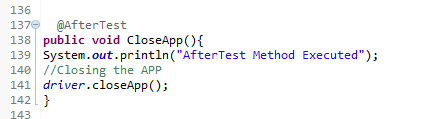 136
137 @AfterTest
138 public void CloseApp(){
139 System.out.println("AfterTest Method Executed");
140 //Closing the APP
141 driver.closeApp();
142 }
143